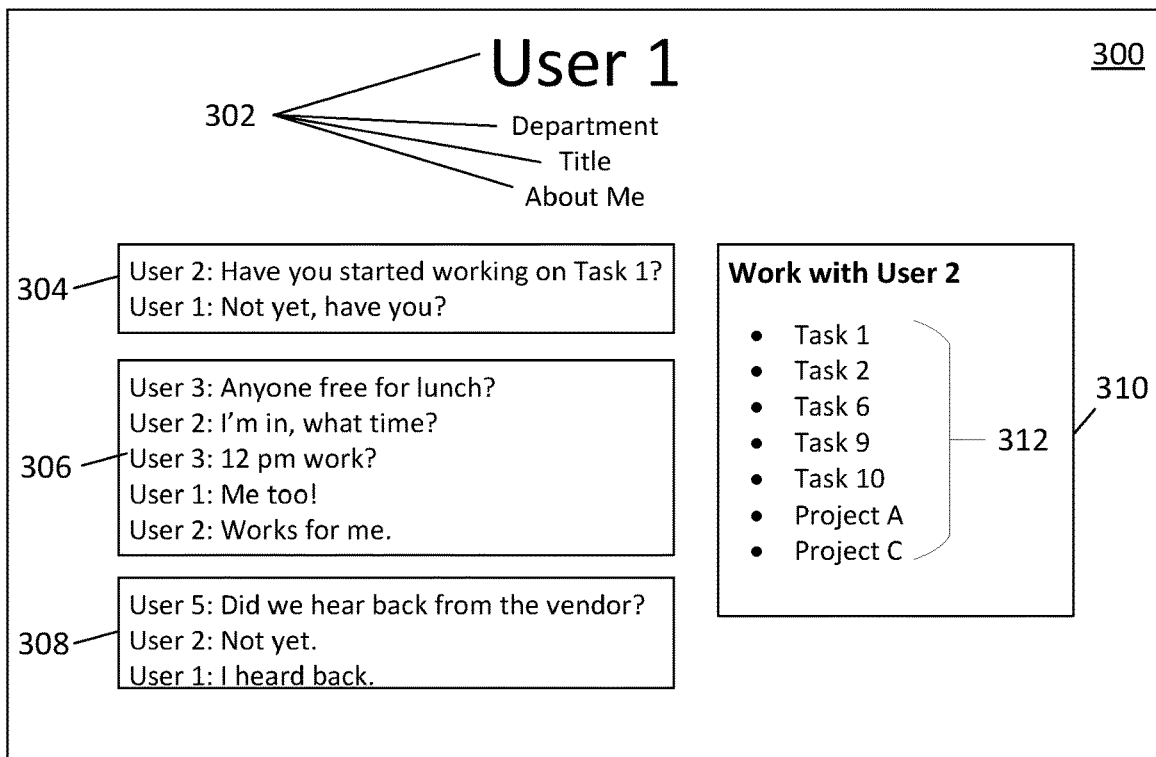 User 1
300
302
Department
Title
About Me
304
User 2: Have you started working on Task 1?
User 1: Not yet, have you?
306
User 3: Anyone free for lunch?
User 2: I'm in, what time?
User 3: 12 pm work?
User 1: Me too!
User 2: Works for me.
308
User 5: Did we hear back from the vendor?
User 2: Not yet.
User 1: I heard back.
Work with User 2
• Task 1
• Task 2
• Task 6
• Task 9
• Task 10
• Project A
• Project C
312
310